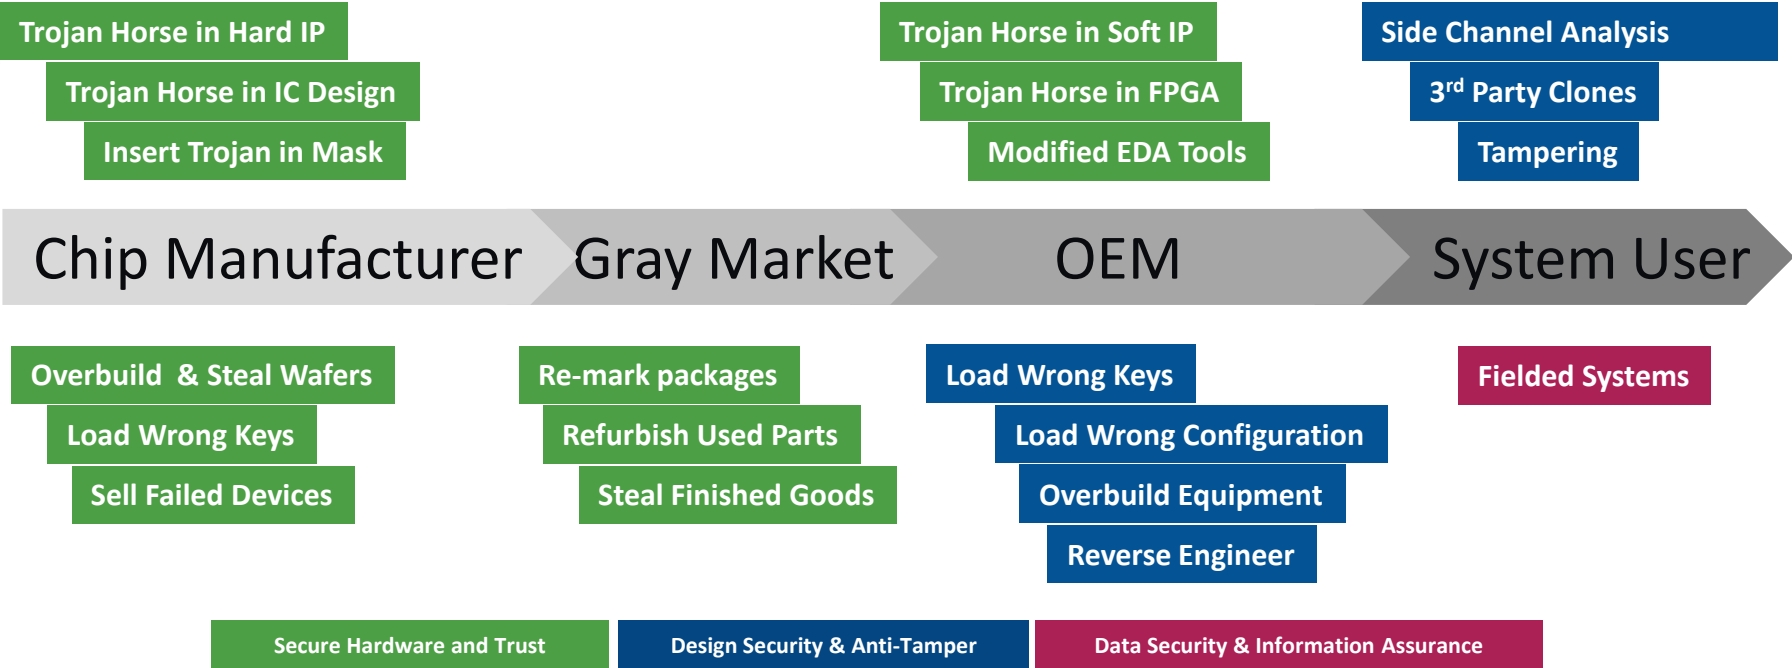 Trojan Horse in Hard IP
Trojan Horse in IC Design
Insert Trojan in Mask
Trojan Horse in Soft IP
Trojan Horse in FPGA
Modified EDA Tools
Side Channel Analysis
3rd Party Clones
Tampering
Chip Manufacturer
Gray Market
OEM
System User
Overbuild & Steal Wafers
Load Wrong Keys
Sell Failed Devices
Re-mark packages
Refurbish Used Parts
Steal Finished Goods
Load Wrong Keys
Load Wrong Configuration
Overbuild Equipment
Reverse Engineer
Fielded Systems
Secure Hardware and Trust
Design Security & Anti-Tamper
Data Security & Information Assurance